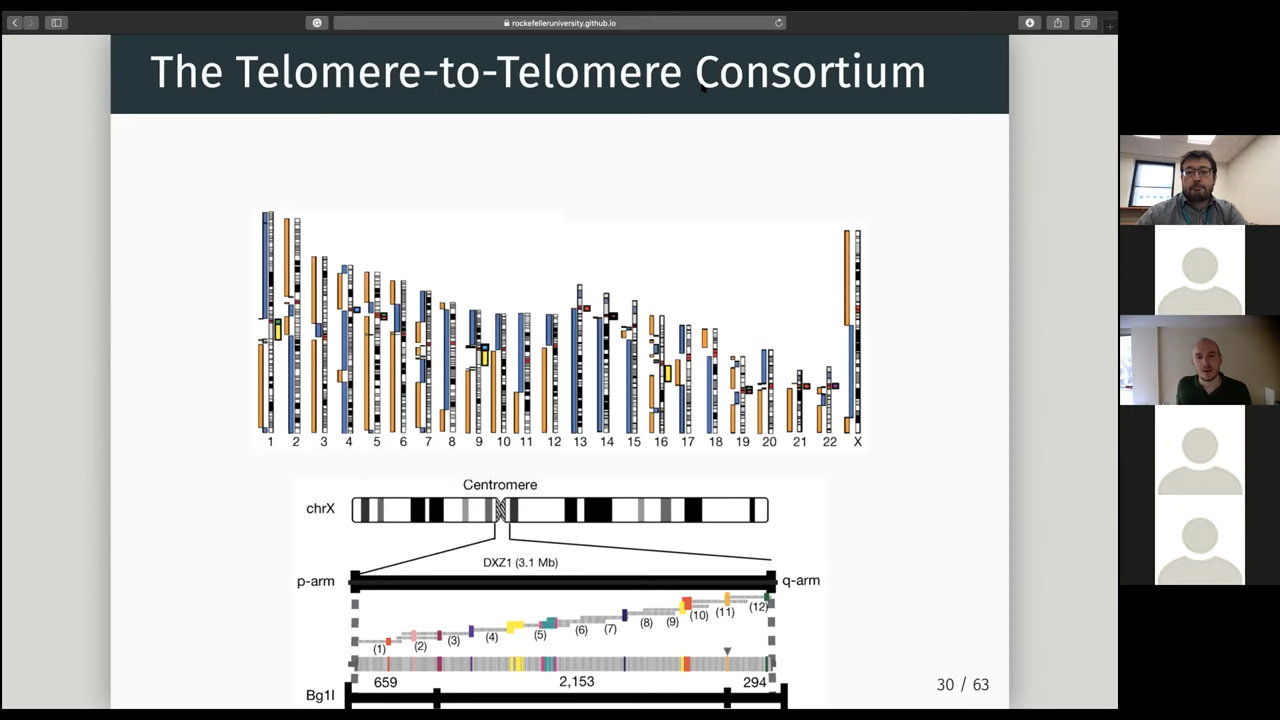 rockefelleruniversity.github.io
The Telomere-to-Telomere Consortium
1 2 3 4 5 6 7 8 9 10 11 12 13 14 15 16 17 18 19 20 21 22 X
Centromere
chrX
DXZ1 (3.1 Mb)
p-arm
q-arm
(1) (2) (3) (4) (5) (6) (7) (8) (9) (10) (11) (12)
659 2,153 294
Bg1I
30 / 63